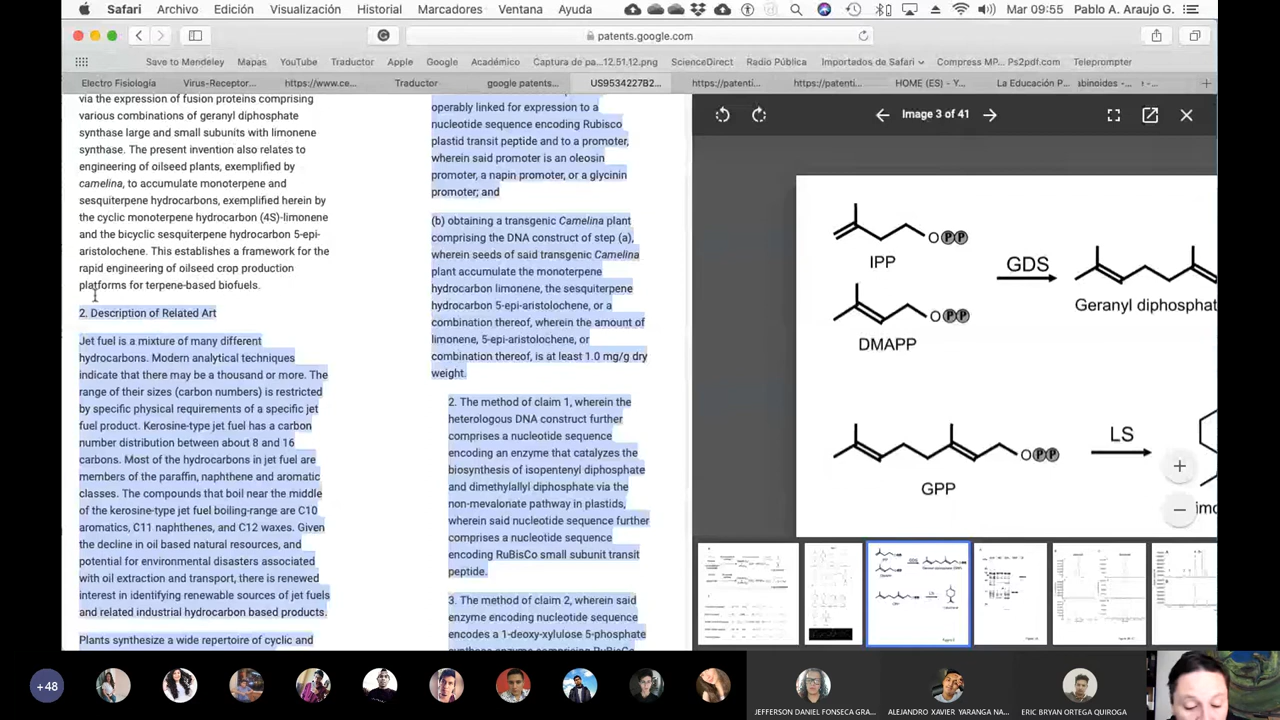 Safari Archivo Edición Visualización Historial Marcadores Ventana Ayuda Mar 09:55 Pablo A. Araujo G.
patents.google.com
Save to Mendeley Mapas YouTube Traductor Apple Google Académico Captura de pa...12.51.12.png ScienceDirect Radio Pública Importados de Safari Compress MP...Ps2pdf.com Teleprompter
Electro Fisiología Virus-Receptor... https://www.ce... Traductor google patents... US9534227B2... https://patenti... https://patenti... HOME (ES) - Y... La Educación P...
via the expression of fusion proteins comprising
various combinations of geranyl diphosphate
synthase large and small subunits with limonene
synthase. The present invention also relates to
engineering of oilseed plants, exemplified by
camelina, to accumulate monoterpene and
sesquiterpene hydrocarbons, exemplified herein by
the cyclic monoterpene hydrocarbon (4S)-limonene
and the bicyclic sesquiterpene hydrocarbon 5-epi-
aristolochene. This establishes a framework for the
rapid engineering of oilseed crop production
platforms for terpene-based biofuels.
2. Description of Related Art
Jet fuel is a mixture of many different
hydrocarbons. Modern analytical techniques
indicate that there may be a thousand or more. The
range of their sizes (carbon numbers) is restricted
by specific physical requirements of a specific jet
fuel product. Kerosine-type jet fuel has a carbon
number distribution between about 8 and 16
carbons. Most of the hydrocarbons in jet fuel are
members of the paraffin, naphthene and aromatic
classes. The compounds that boil near the middle
of the kerosine-type jet fuel boiling-range are C10
aromatics, C11 naphthenes, and C12 waxes. Given
the decline in oil based natural resources, and
potential for environmental disasters associated
with oil extraction and transport, there is renewed
interest in identifying renewable sources of jet fuels
and related industrial hydrocarbon based products.
Plants synthesize a wide repertoire of cyclic and
operably linked for expression to a
nucleotide sequence encoding Rubisco
plastid transit peptide and to a promoter,
wherein said promoter is an oleosin
promoter, a napin promoter, or a glycinin
promoter; and
(b) obtaining a transgenic Camelina plant
comprising the DNA construct of step (a),
wherein seeds of said transgenic Camelina
plant accumulate the monoterpene
hydrocarbon limonene, the sesquiterpene
hydrocarbon 5-epi-aristolochene, or a
combination thereof, wherein the amount of
limonene, 5-epi-aristolochene, or
combination thereof, is at least 1.0 mg/g dry
weight.
2. The method of claim 1, wherein the
heterologous DNA construct further
comprises a nucleotide sequence
encoding an enzyme that catalyzes the
biosynthesis of isopentenyl diphosphate
and dimethylallyl diphosphate via the
non-mevalonate pathway in plastids,
wherein said nucleotide sequence further
comprises a nucleotide sequence
encoding RuBisCo small subunit transit
peptide.
3. The method of claim 2, wherein said
enzyme encoding nucleotide sequence
encodes a 1-deoxy-xylulose 5-phosphate
Image 3 of 41
OPP
IPP
GDS
Geranyl diphosphat
OPP
DMAPP
LS
OPP
GPP
+48
JEFFERSON DANIEL FONSECA GRA... ALEJANDRO XAVIER YARANGA NA... ERIC BRYAN ORTEGA QUIROGA